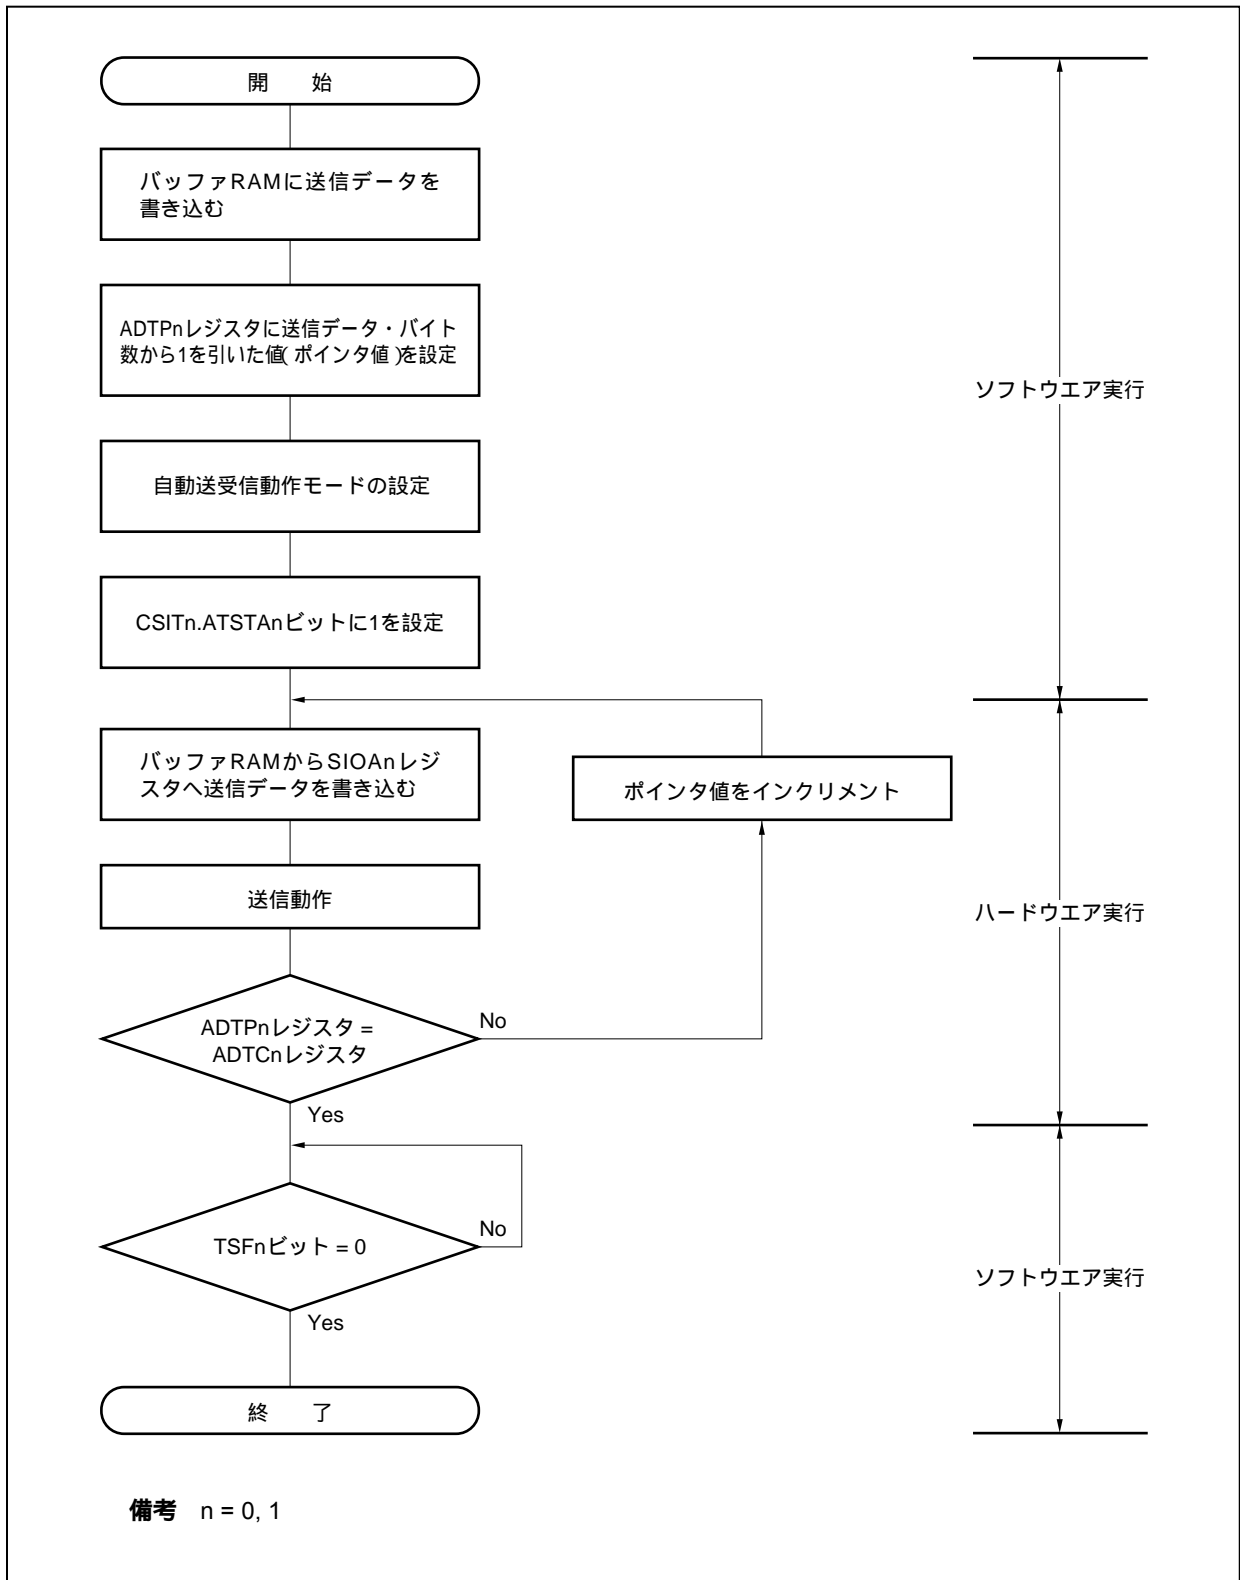 開 始
バッファRAMに送信データを
書き込む
ADTPnレジスタに送信データ・バイト
数から1を引いた値(ポインタ値)を設定
ソフトウエア実行
自動送受信動作モードの設定
CSITn.ATSTAnビットに1を設定
バッファRAMからSIOAnレジ
スタへ送信データを書き込む
ポインタ値をインクリメント
送信動作
ハードウエア実行
ADTPnレジスタ =
ADTCnレジスタ
No
Yes
TSFnビット = 0
No
ソフトウエア実行
Yes
終 了
備考 n = 0, 1